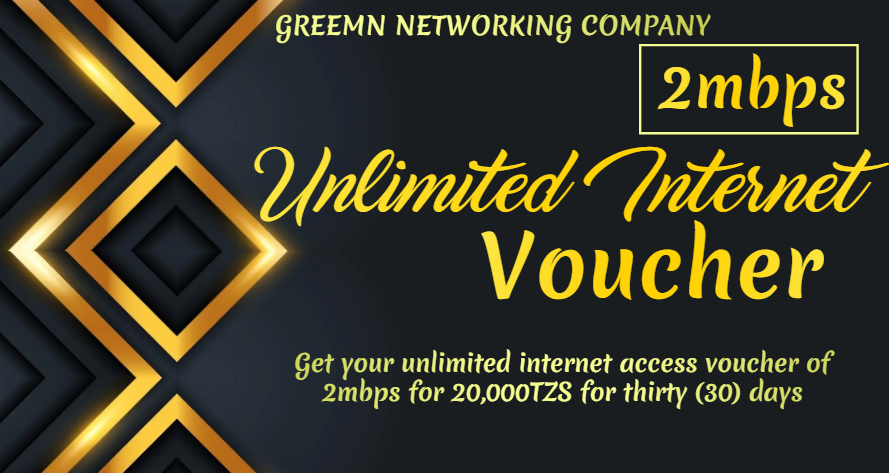 GREEMN NETWORKING COMPANY
2mbps
Unlimited Internet
Voucher
Get your unlimited internet access voucher of
2mbps for 20,000TZS for thirty (30) days